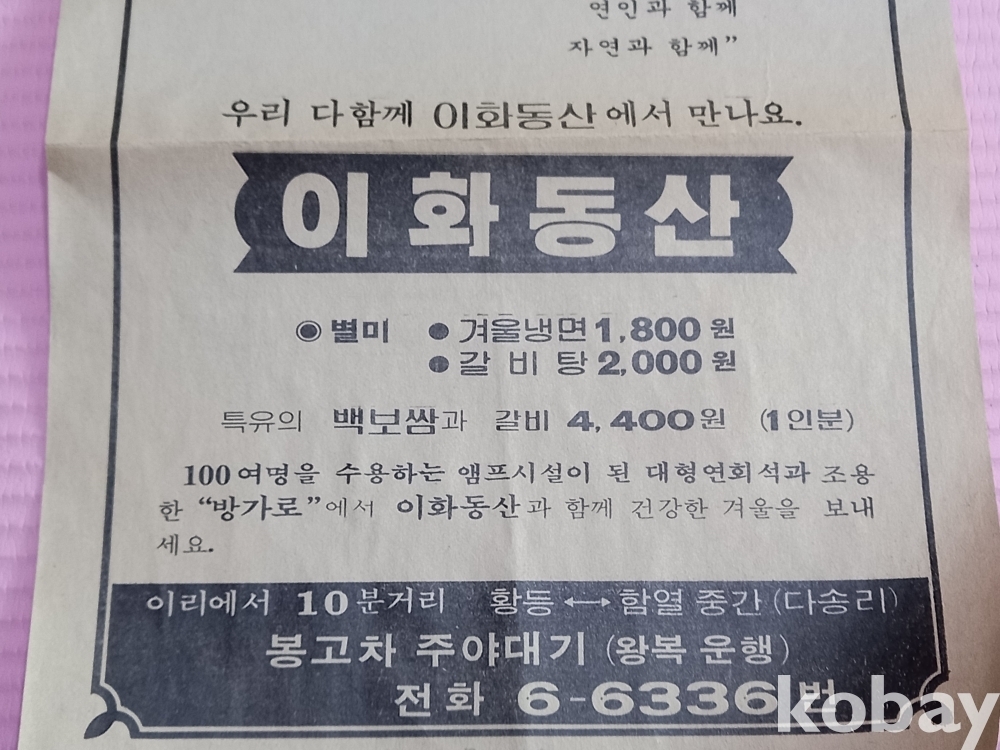 연인과 함께
자연과 함께”
우리 다함께 이화동산에서 만나요.
이화동산
◉ 별미 ● 겨울냉면 1,800원
● 갈비탕 2,000원
특유의 백보쌈과 갈비 4,400원 (1인분)
100여명을 수용하는 앰프시설이 된 대형연회석과 조용
한 “방가로”에서 이화동산과 함께 건강한 겨울을 보내
세요.
이리에서 10분거리 황등 ↔ 함열 중간 (다송리)
봉고차 주야대기 (왕복 운행)
전화 6-6336번
kobay